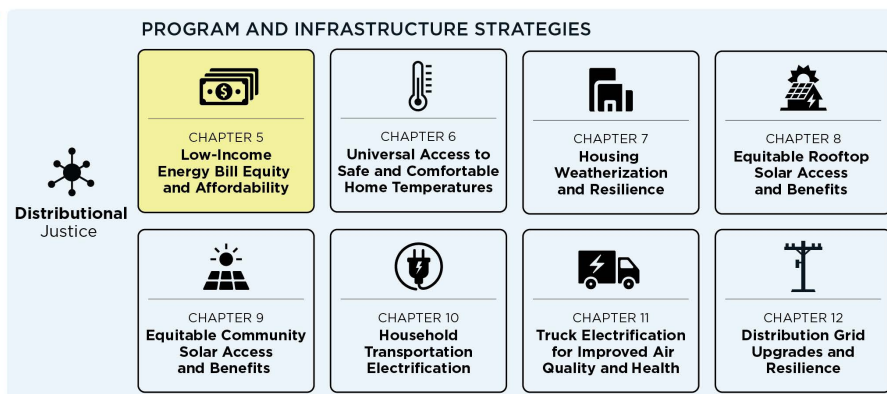 PROGRAM AND INFRASTRUCTURE STRATEGIES
Distributional
Justice
$
CHAPTER 5
Low-Income
Energy Bill Equity
and Affordability
CHAPTER 6
Universal Access to
Safe and Comfortable
Home Temperatures
CHAPTER 7
Housing
Weatherization
and Resilience
CHAPTER 8
Equitable Rooftop
Solar Access
and Benefits
CHAPTER 9
Equitable Community
Solar Access
and Benefits
CHAPTER 10
Household
Transportation
Electrification
CHAPTER 11
Truck Electrification
for Improved Air
Quality and Health
CHAPTER 12
Distribution Grid
Upgrades and
Resilience